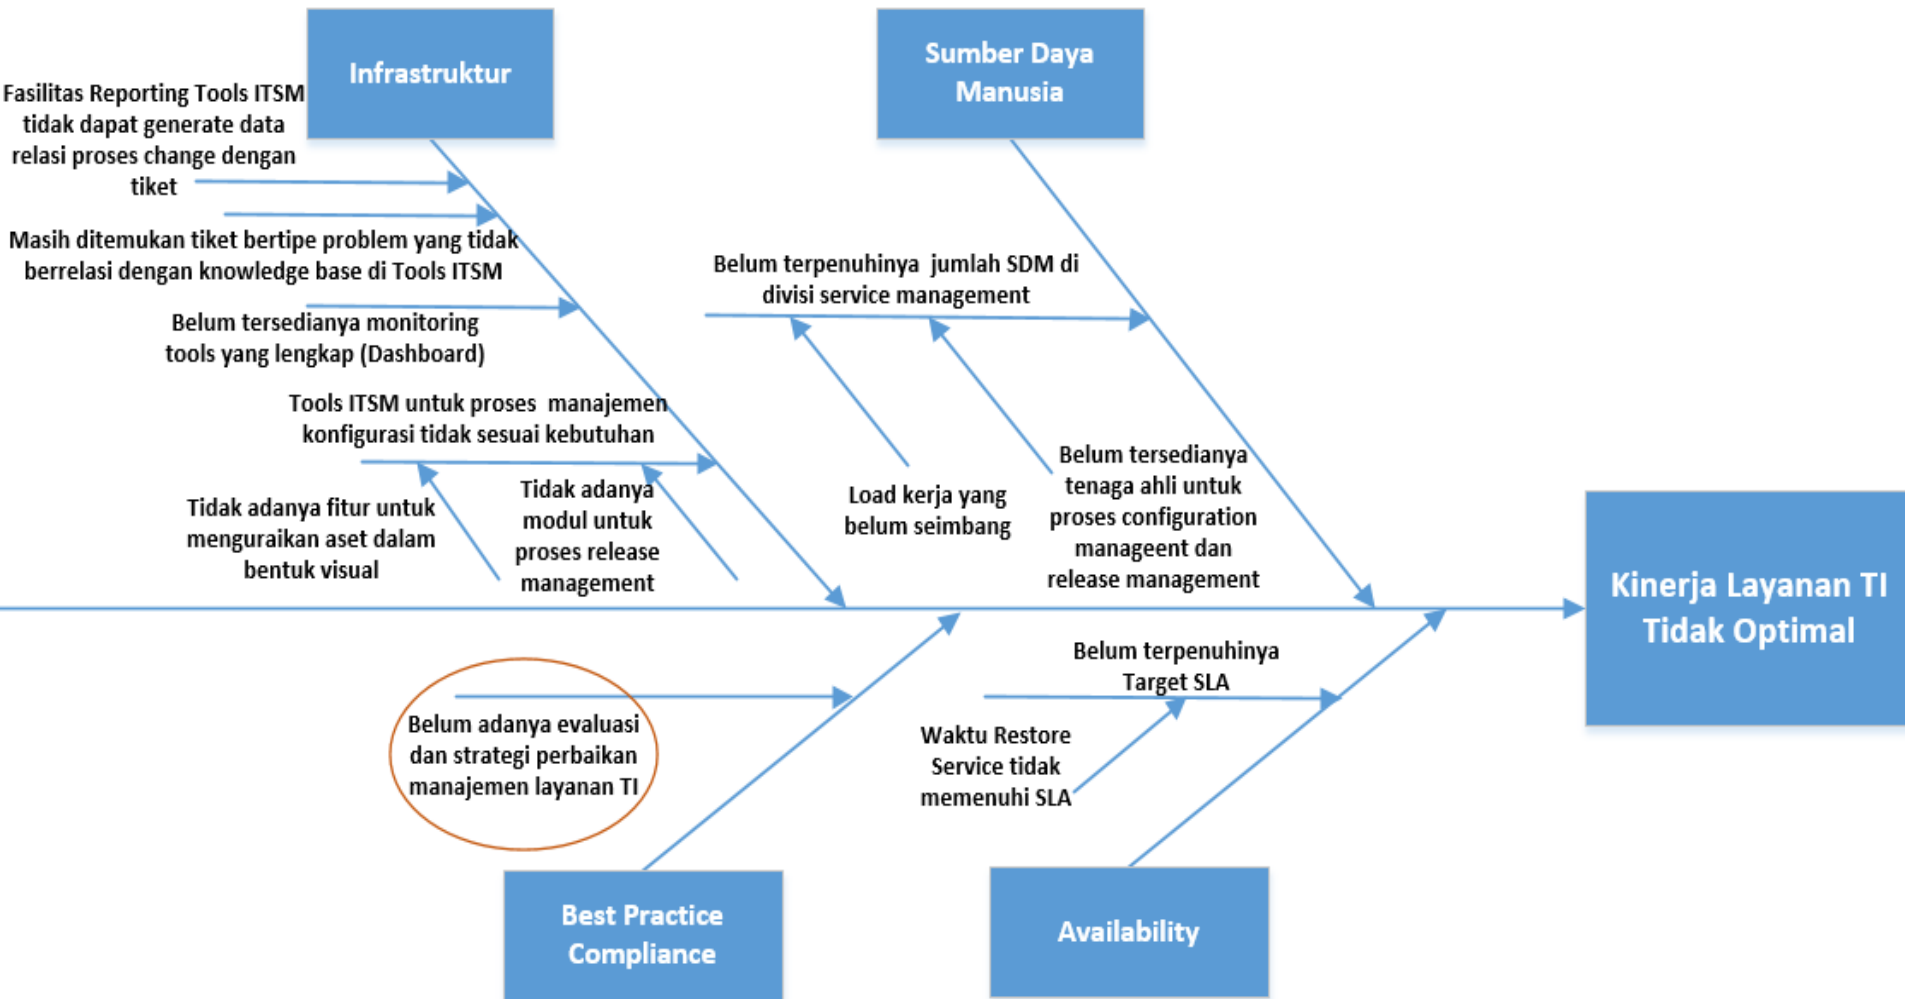 Infrastruktur
Sumber Daya
Manusia
Fasilitas Reporting Tools ITSM
tidak dapat generate data
relasi proses change dengan
tiket
Masih ditemukan tiket bertipe problem yang tidak
berrelasi dengan knowledge base di Tools ITSM
Belum tersedianya monitoring
tools yang lengkap (Dashboard)
Tools ITSM untuk proses manajemen
konfigurasi tidak sesuai kebutuhan
Tidak adanya fitur untuk
menguraikan aset dalam
bentuk visual
Tidak adanya
modul untuk
proses release
management
Belum terpenuhinya jumlah SDM di
divisi service management
Load kerja yang
belum seimbang
Belum tersedianya
tenaga ahli untuk
proses configuration
manageent dan
release management
Kinerja Layanan TI
Tidak Optimal
Belum adanya evaluasi
dan strategi perbaikan
manajemen layanan TI
Belum terpenuhinya
Target SLA
Waktu Restore
Service tidak
memenuhi SLA
Best Practice
Compliance
Availability